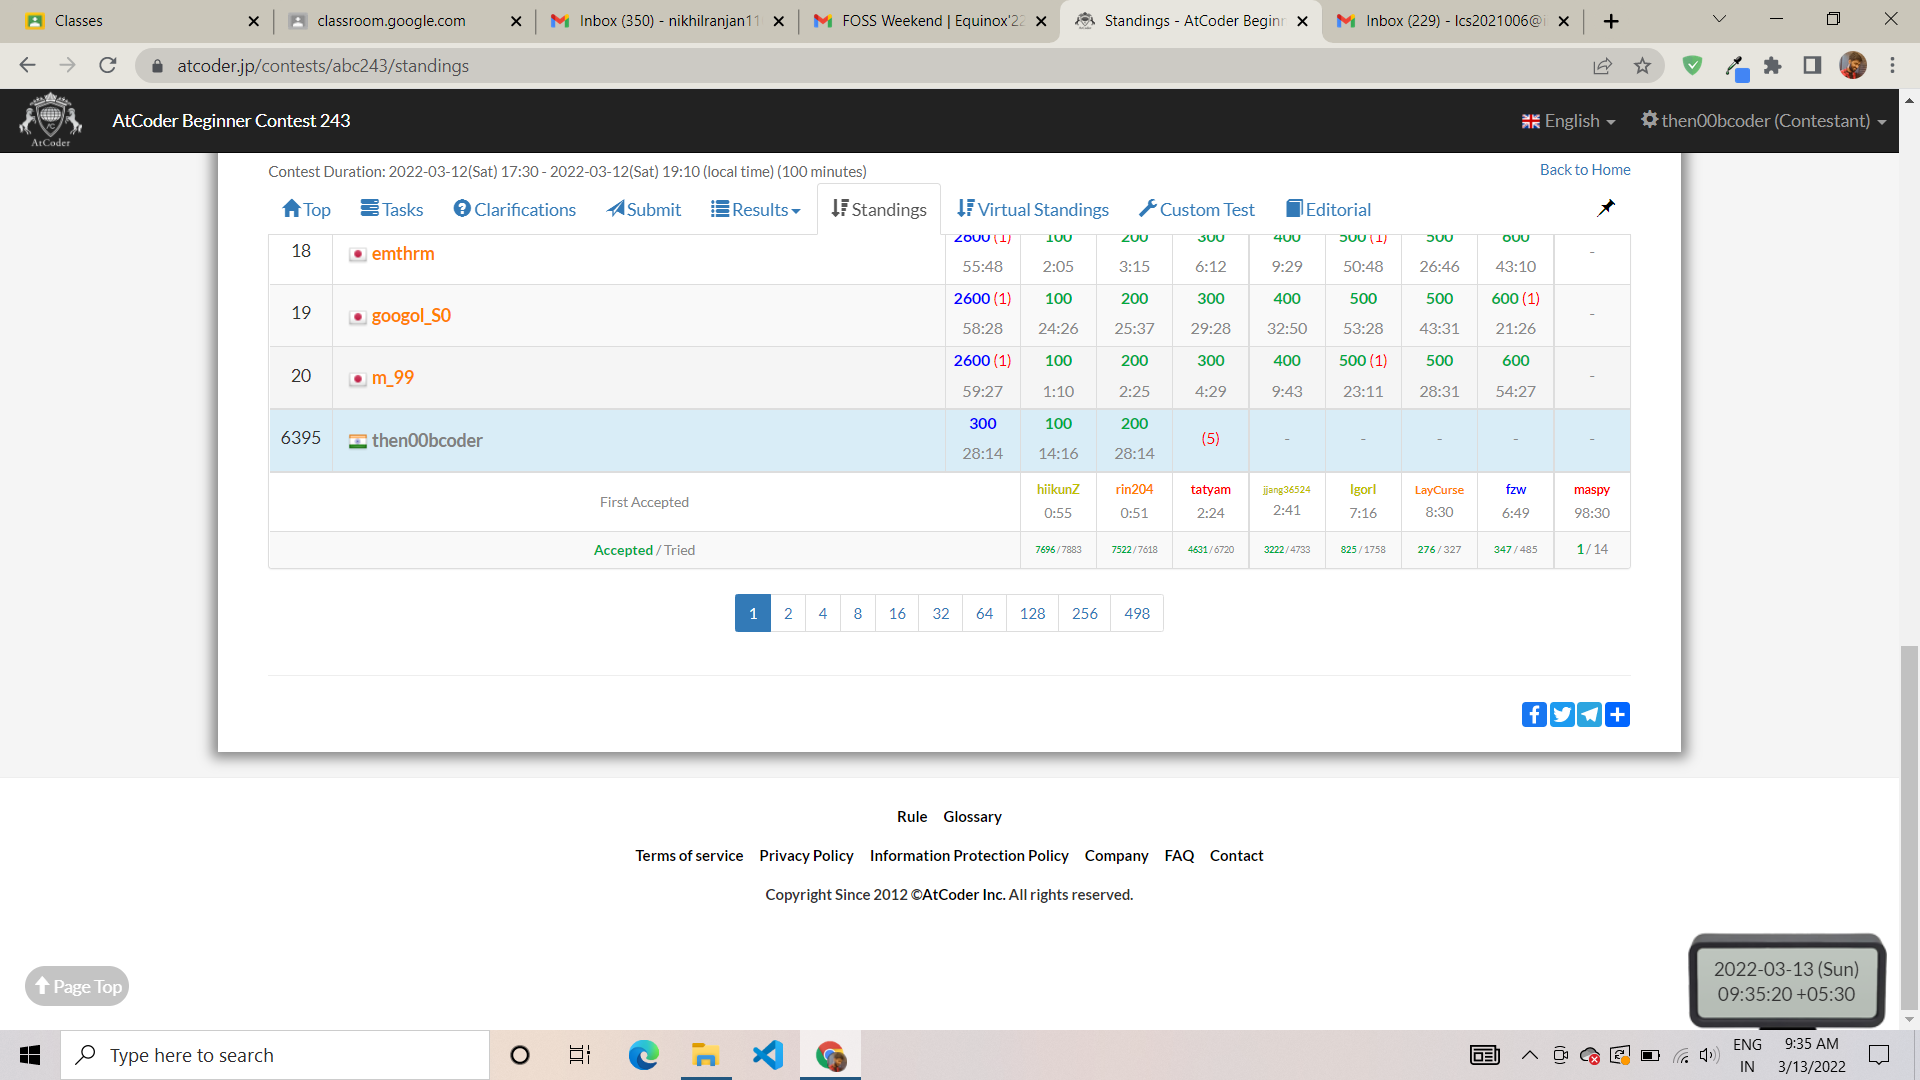 Classes
classroom.google.com
Inbox (350) - nikhilranjan11
FOSS Weekend | Equinox'22
Standings - AtCoder Beginn
Inbox (229) - lcs2021006@i
atcoder.jp/contests/abc243/standings
AtCoder
AtCoder Beginner Contest 243
English
then00bcoder (Contestant)
Contest Duration: 2022-03-12(Sat) 17:30 - 2022-03-12(Sat) 19:10 (local time) (100 minutes)
Back to Home
Top Tasks Clarifications Submit Results Standings Virtual Standings Custom Test Editorial
18 emthrm 2600 (1) 100 200 300 400 500 (1) 500 600 -
55:48 2:05 3:15 6:12 9:29 50:48 26:46 43:10
19 googol_S0 2600 (1) 100 200 300 400 500 500 600 (1) -
58:28 24:26 25:37 29:28 32:50 53:28 43:31 21:26
20 m_99 2600 (1) 100 200 300 400 500 (1) 500 600 -
59:27 1:10 2:25 4:29 9:43 23:11 28:31 54:27
6395 then00bcoder 300 100 200 (5) - - - - -
28:14 14:16 28:14
First Accepted hiikunZ rin204 tatyam jjang36524 lgorl LayCurse fzw maspy
0:55 0:51 2:24 2:41 7:16 8:30 6:49 98:30
Accepted / Tried 7696 / 7883 7522 / 7618 4631 / 6720 3222 / 4733 825 / 1758 276 / 327 347 / 485 1 / 14
1 2 4 8 16 32 64 128 256 498
Rule Glossary
Terms of service Privacy Policy Information Protection Policy Company FAQ Contact
Copyright Since 2012 ©AtCoder Inc. All rights reserved.
Page Top
2022-03-13 (Sun)
09:35:20 +05:30
Type here to search
ENG
IN
9:35 AM
3/13/2022